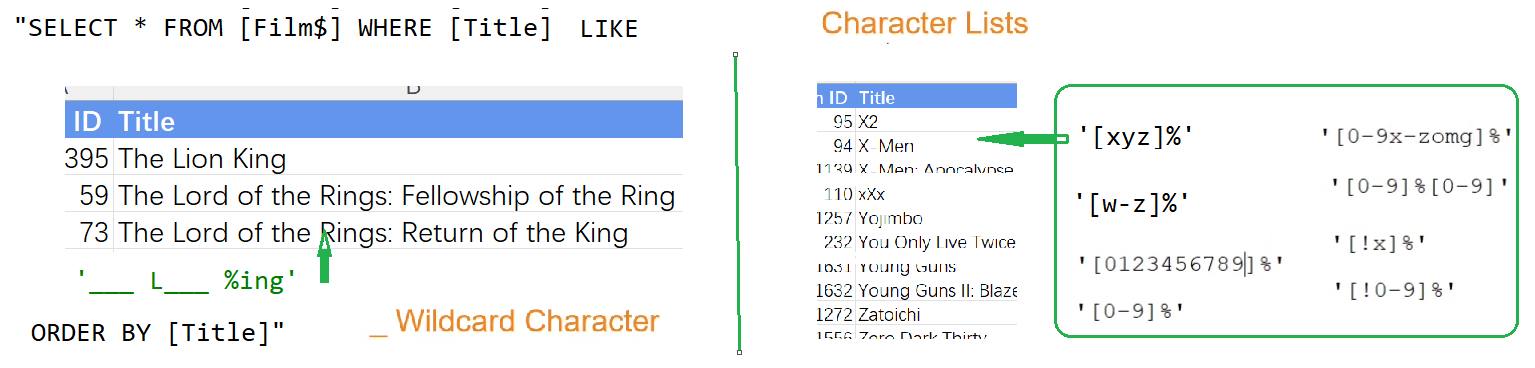 "SELECT * FROM [Film$] WHERE [Title] LIKE
B
ID Title
395 The Lion King
59 The Lord of the Rings: Fellowship of the Ring
73 The Lord of the Rings: Return of the King
'___ L___ %ing'
_ Wildcard Character
ORDER BY [Title]"
Character Lists
ID Title
95 X2
94 X-Men
1139 X-Men: Apocalypse
110 xXx
1257 Yojimbo
232 You Only Live Twice
1631 Young Guns
1632 Young Guns II: Blaze
1272 Zatoichi
1556 Zero Dark Thirty
'[xyz]%'
'[w-z]%'
'[0123456789]%'
'[0-9]%'
'[0-9x-zomg]%'
'[0-9]%[0-9]'
'[!x]%'
'[!0-9]%'